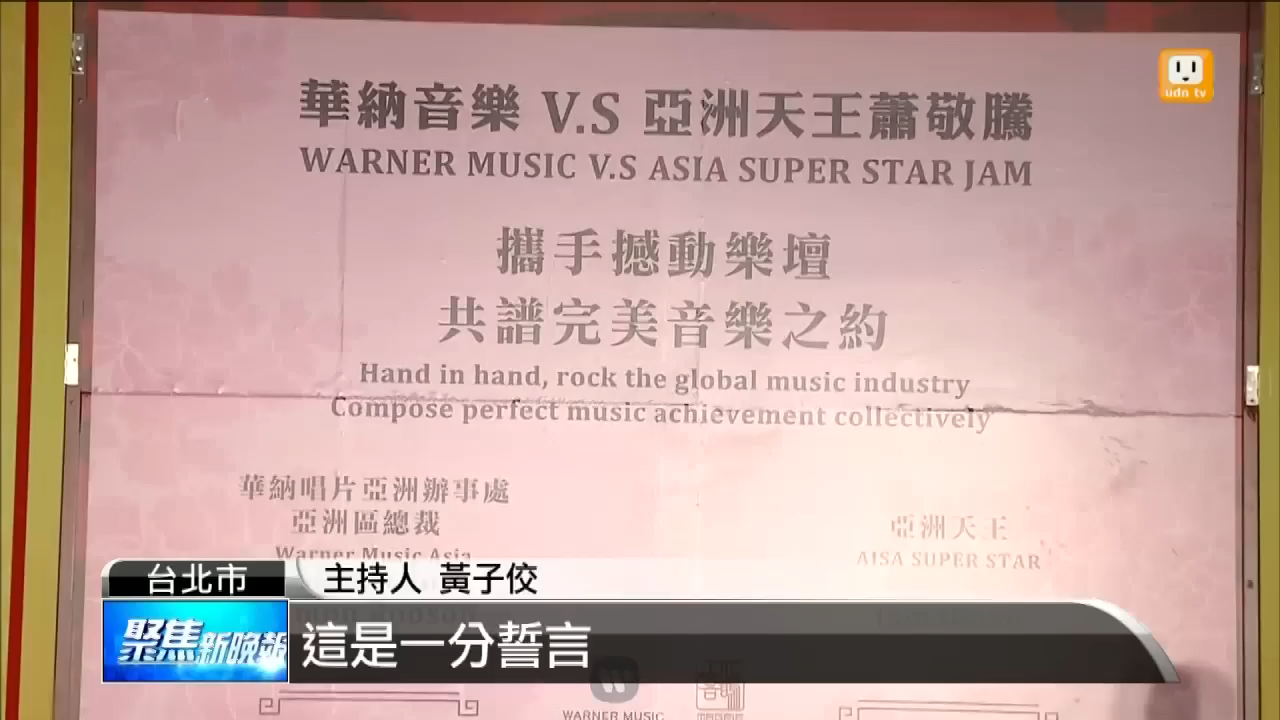 華納音樂 V.S 亞洲天王蕭敬騰
udn tv
WARNER MUSIC V.S ASIA SUPER STAR JAM
攜手撼動樂壇
共譜完美音樂之約
Hand in hand, rock the global music industry
Compose perfect music achievement collectively
華納唱片亞洲辦事處
亞洲區總裁
Warner Music Asia
亞洲天王
AISA SUPER STAR
台北市
主持人 黃子佼
聚焦新晚報
這是一分誓言
WARNER MUSIC